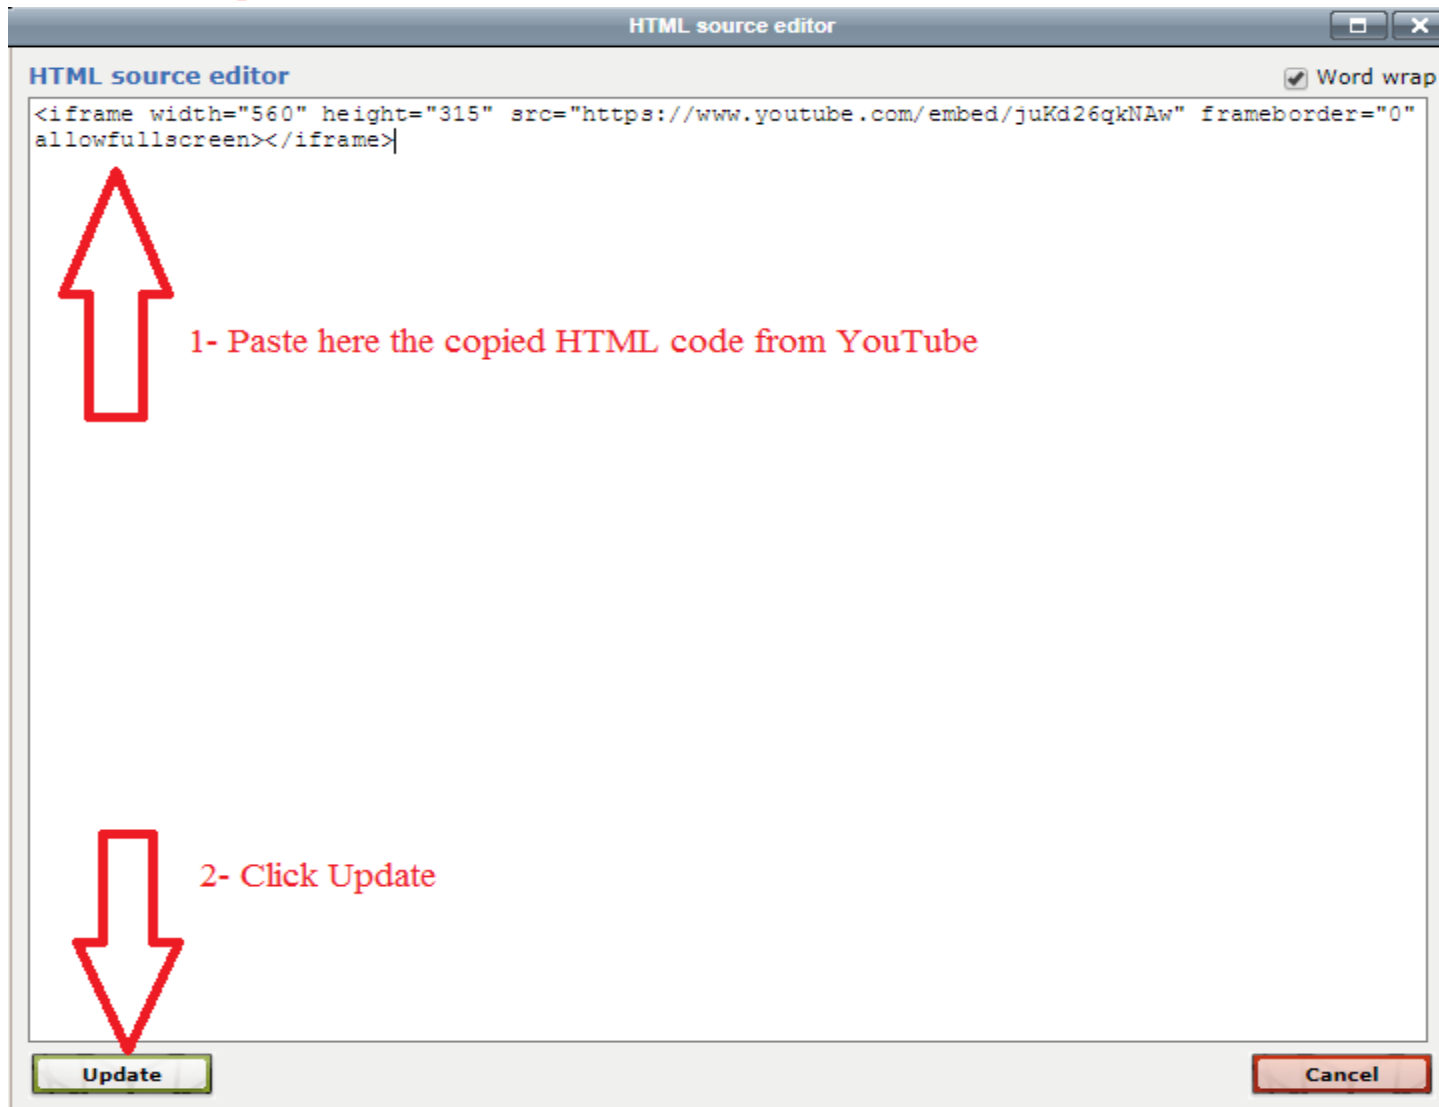 HTML source editor
HTML source editor
Word wrap
<iframe width="560" height="315" src="https://www.youtube.com/embed/juKd26qkNAw" frameborder="0"
allowfullscreen></iframe>
1- Paste here the copied HTML code from YouTube
2- Click Update
Update
Cancel